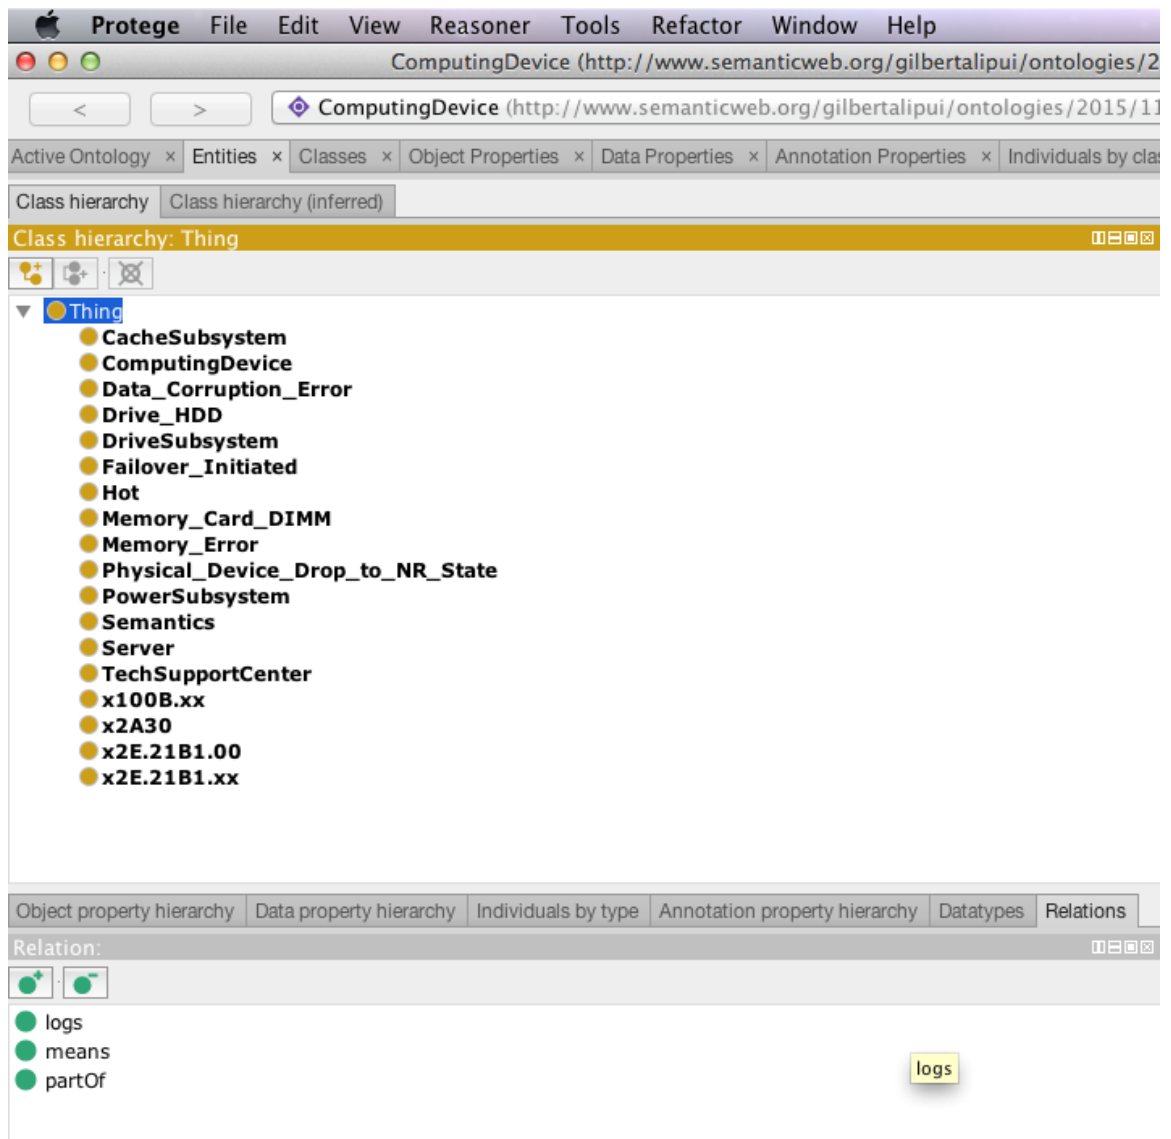 Protege File Edit View Reasoner Tools Refactor Window Help
ComputingDevice (http://www.semanticweb.org/gilbertalipui/ontologies/2
< > ComputingDevice (http://www.semanticweb.org/gilbertalipui/ontologies/2015/11
Active Ontology × Entities × Classes × Object Properties × Data Properties × Annotation Properties × Individuals by clas
Class hierarchy Class hierarchy (inferred)
Class hierarchy: Thing
Thing
CacheSubsystem
ComputingDevice
Data_Corruption_Error
Drive_HDD
DriveSubsystem
Failover_Initiated
Hot
Memory_Card_DIMM
Memory_Error
Physical_Device_Drop_to_NR_State
PowerSubsystem
Semantics
Server
TechSupportCenter
x100B.xx
x2A30
x2E.21B1.00
x2E.21B1.xx
Object property hierarchy Data property hierarchy Individuals by type Annotation property hierarchy Datatypes Relations
Relation:
logs
means
logs
partOf